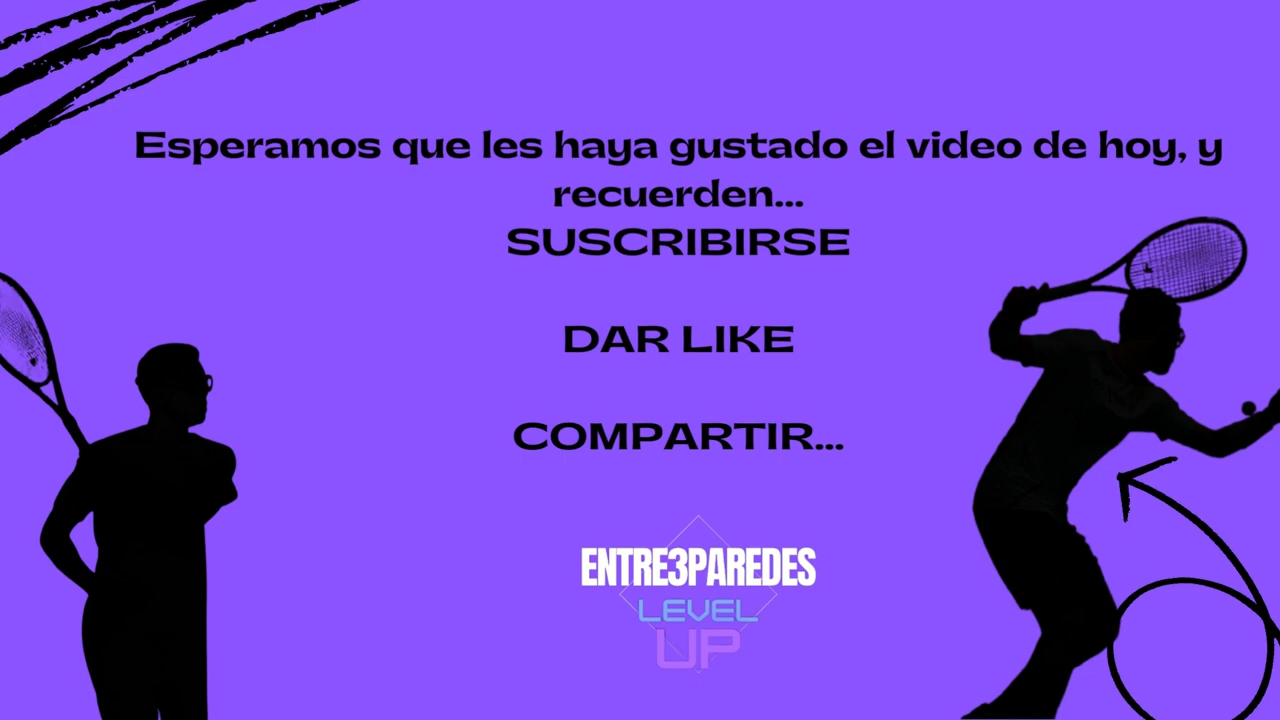 Esperamos que les haya gustado el video de hoy, y
recuerden...
SUSCRIBIRSE
DAR LIKE
COMPARTIR...
ENTRE3PAREDES
LEVEL
UP